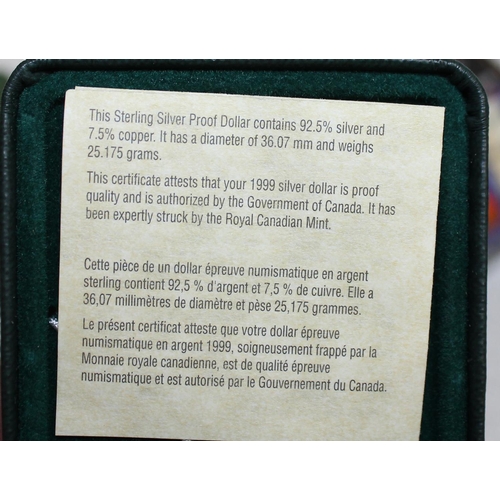 This Sterling Silver Proof Dollar contains 92.5% silver and
7.5% copper. It has a diameter of 36.07 mm and weighs
25.175 grams.
This certificate attests that your 1999 silver dollar is proof
quality and is authorized by the Government of Canada. It has
been expertly struck by the Royal Canadian Mint.
Cette pièce de un dollar épreuve numismatique en argent
sterling contient 92,5 % d'argent et 7,5 % de cuivre. Elle a
36,07 millimètres de diamètre et pèse 25,175 grammes.
Le présent certificat atteste que votre dollar épreuve
numismatique en argent 1999, soigneusement frappé par la
Monnaie royale canadienne, est de qualité épreuve
numismatique et est autorisé par le Gouvernement du Canada.